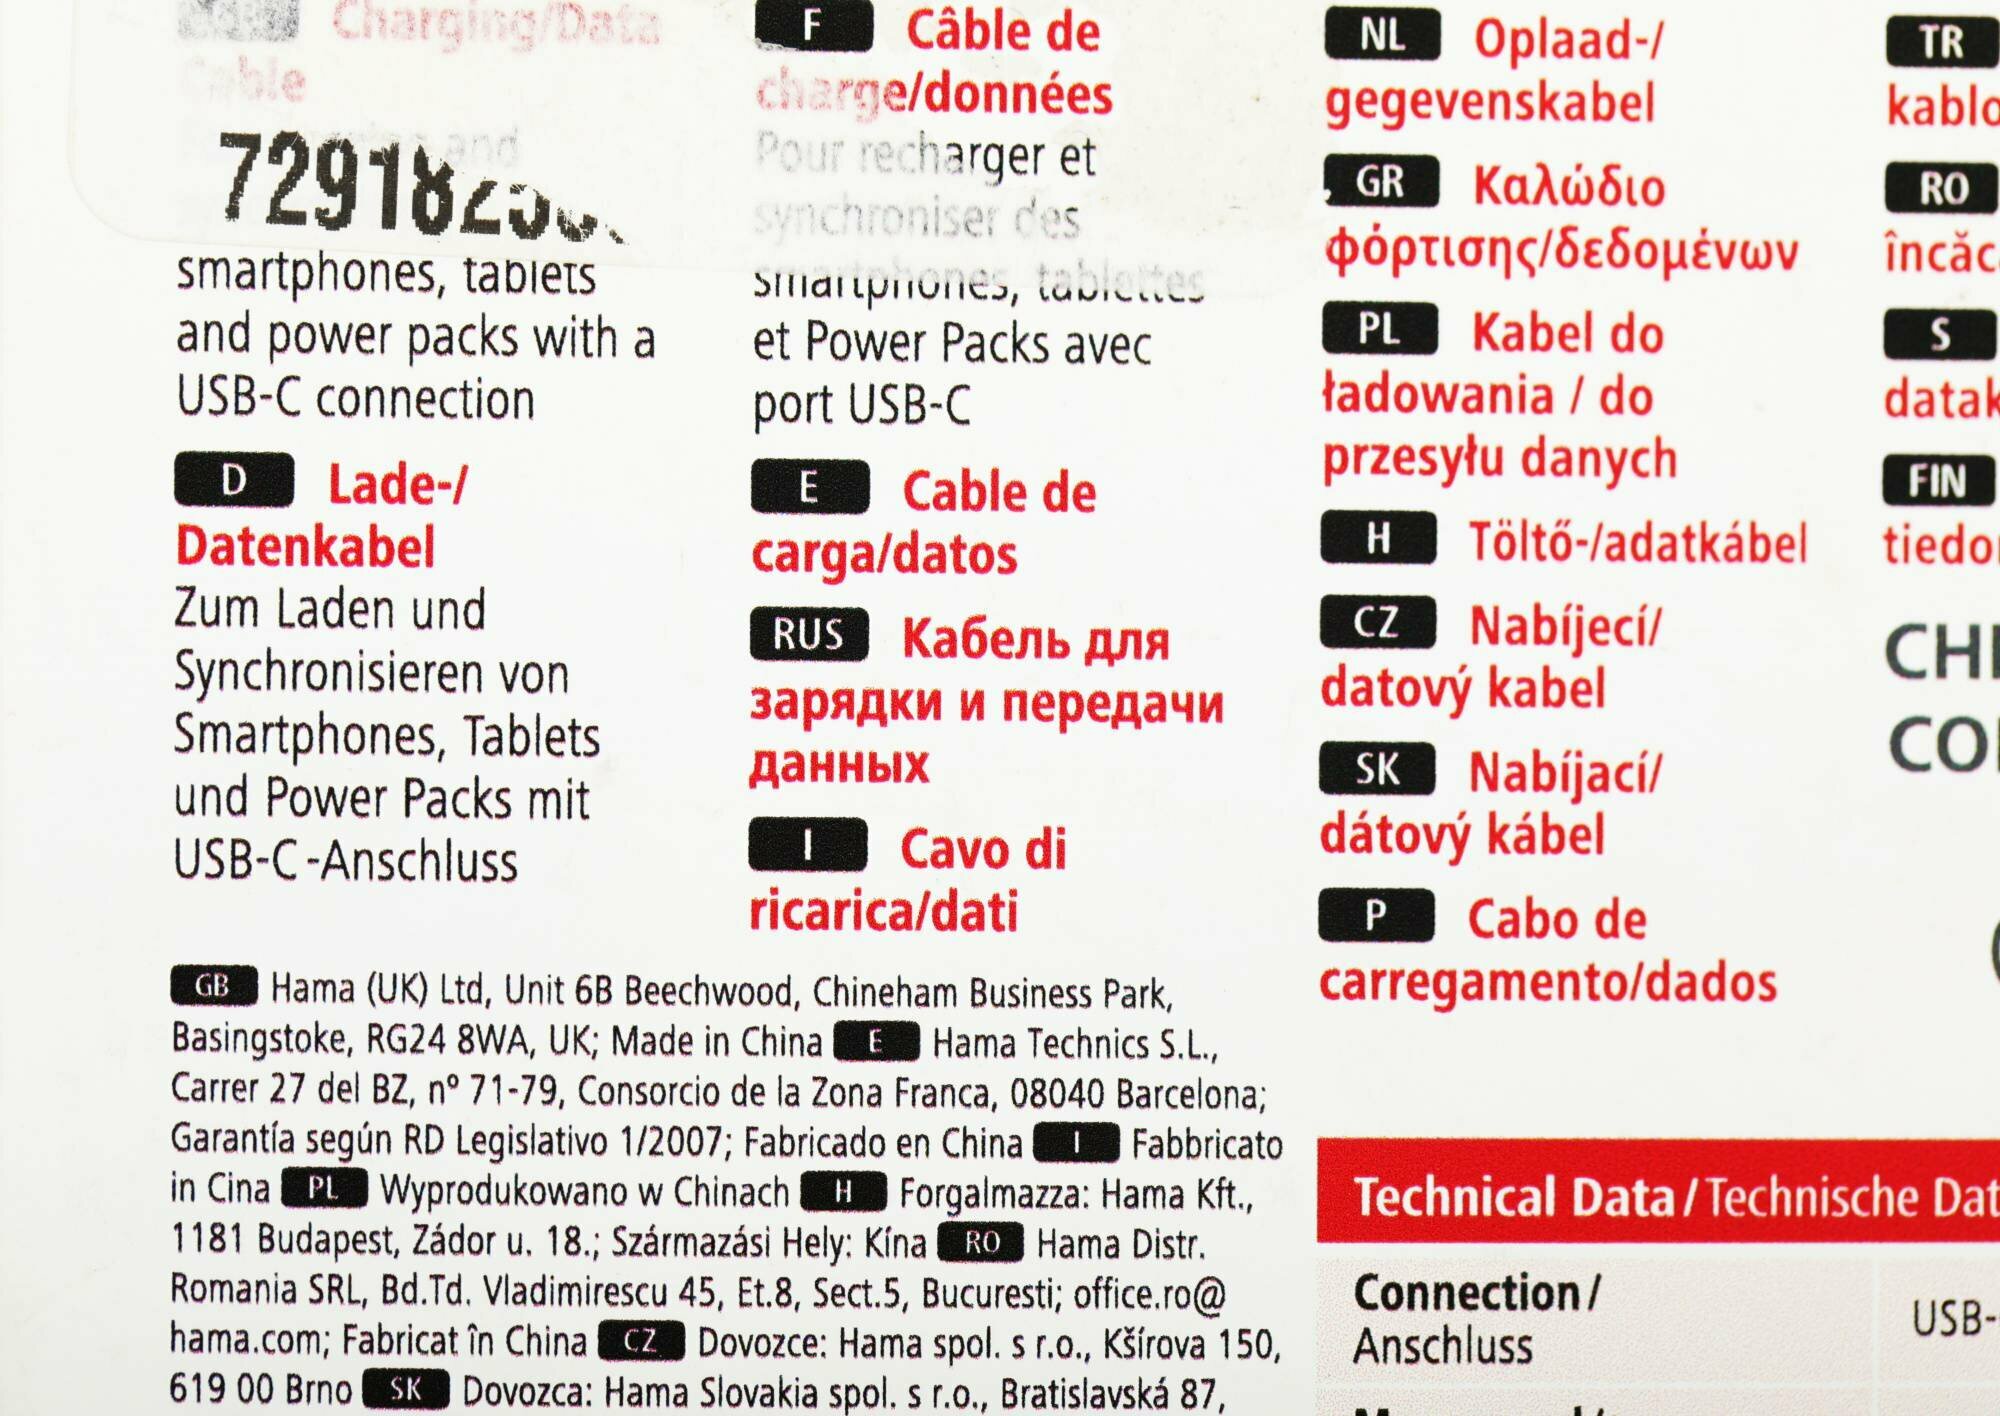 Charging/Data
Cable
and
smartphones, tablets
and power packs with a
USB-C connection
D Lade-/
Datenkabel
Zum Laden und
Synchronisieren von
Smartphones, Tablets
und Power Packs mit
USB-C -Anschluss
F Câble de
charge/données
Pour recharger et
synchroniser des
smartphones, tablettes
et Power Packs avec
port USB-C
E Cable de
carga/datos
RUS Кабель для
зарядки и передачи
данных
I Cavo di
ricarica/dati
NL Oplaad-/
gegevenskabel
GR Καλώδιο
φόρτισης/δεδομένων
PL Kabel do
ładowania / do
przesyłu danych
H Töltő-/adatkábel
CZ Nabíjecí/
datový kabel
SK Nabíjací/
dátový kábel
P Cabo de
carregamento/dados
TR
kablo
RO
S
FIN
GB Hama (UK) Ltd, Unit 6B Beechwood, Chineham Business Park,
Basingstoke, RG24 8WA, UK; Made in China E Hama Technics S.L.,
Carrer 27 del BZ, nº 71-79, Consorcio de la Zona Franca, 08040 Barcelona;
Garantía según RD Legislativo 1/2007; Fabricado en China I Fabbricato
in Cina PL Wyprodukowano w Chinach H Forgalmazza: Hama Kft.,
1181 Budapest, Zádor u. 18.; Származási Hely: Kína RO Hama Distr.
Romania SRL, Bd.Td. Vladimirescu 45, Et.8, Sect.5, Bucuresti; office.ro@
hama.com; Fabricat în China CZ Dovozce: Hama spol. s r.o., Kšírova 150,
619 00 Brno SK Dovozca: Hama Slovakia spol. s r.o., Bratislavská 87,
Technical Data / Technische Dat
Connection /
Anschluss
USB-